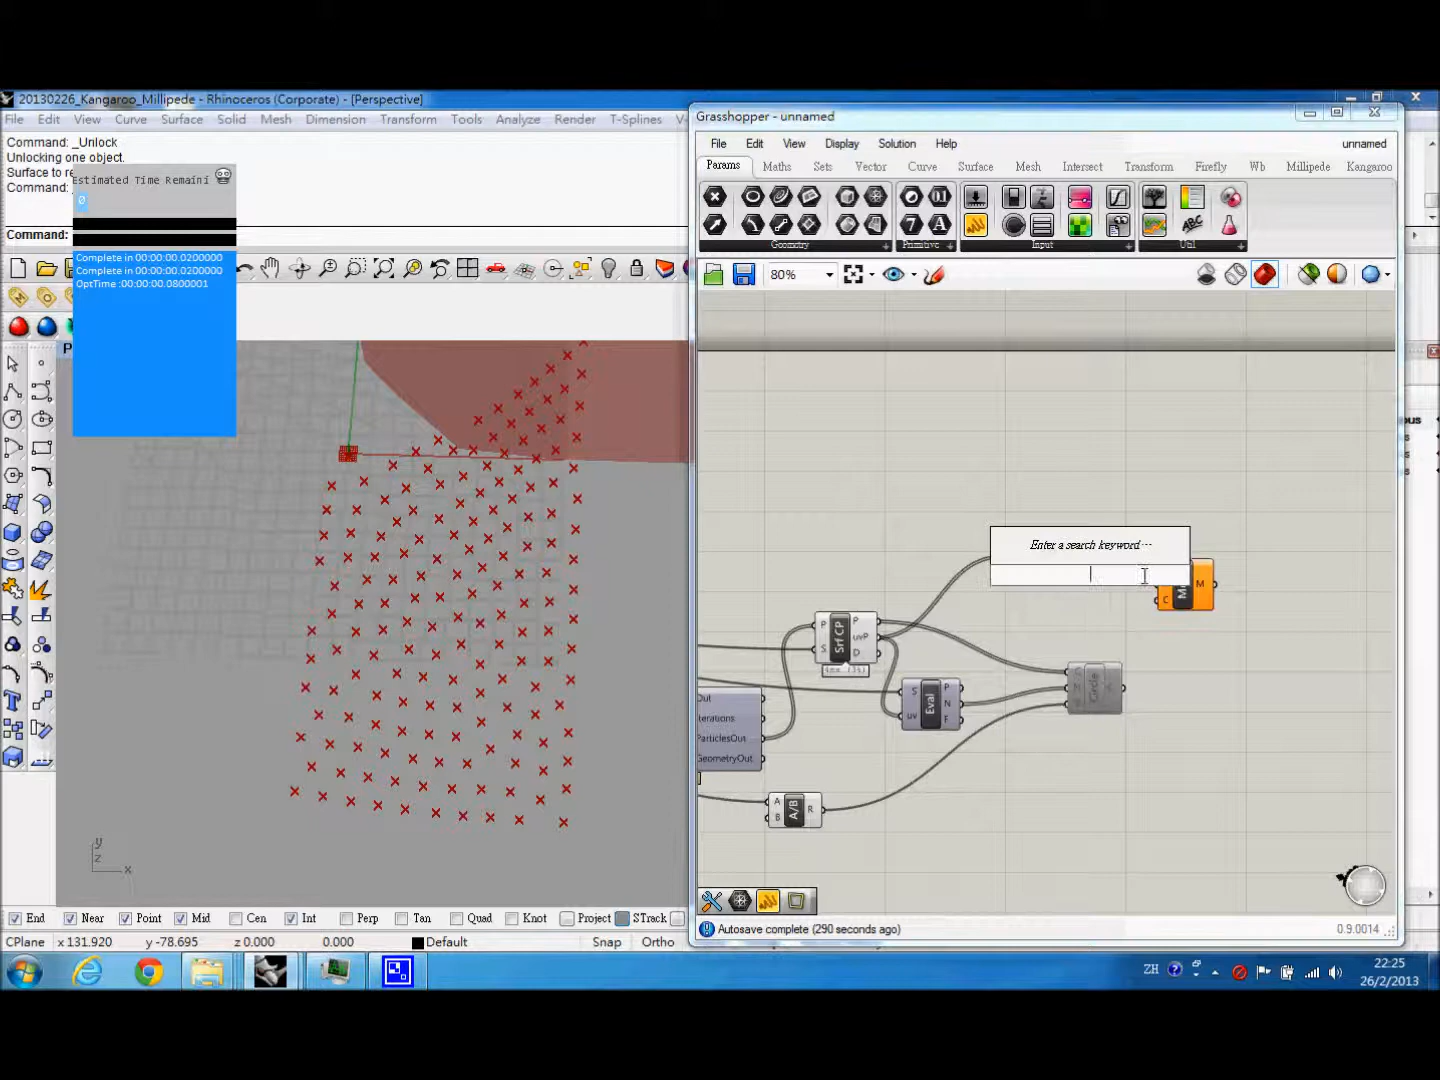 20130226_Kangaroo_Millipede - Rhinoceros (Corporate) - [Perspective]
File Edit View Curve Surface Solid Mesh Dimension Transform Tools Analyze Render T-Splines
Command: _Unlock
Unlocking one object.
Surface to
Command:
Estimated Time Remaini
0
Command:
Complete in 00:00:00.0200000
Complete in 00:00:00.0200000
OptTime :00:00:00.0800001
Grasshopper - unnamed
File Edit View Display Solution Help unnamed
Params Maths Sets Vector Curve Surface Mesh Intersect Transform Firefly Wb Millipede Kangaroo
Geometry Primitive Input Util
80%
Enter a search keyword...
M
C
P
S
Srf CP
P
uvP
D
S
uv
Eval
P
N
F
Circle
Out
Iterations
ParticlesOut
GeometryOut
A
B
A/B
R
y
z
x
End Near Point Mid Cen Int Perp Tan Quad Knot Project STrack
CPlane x 131.920 y -78.695 z 0.000 0.000 Default Snap Ortho
Autosave complete (290 seconds ago) 0.9.0014
ZH
22:25
26/2/2013